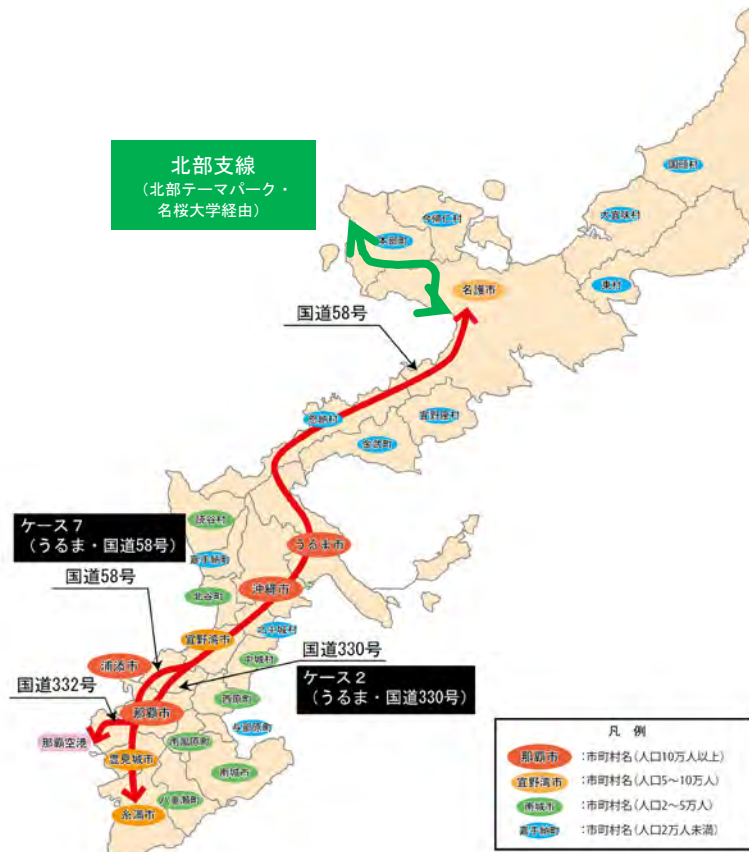 北部支線
（北部テーマパーク・
名桜大学経由）
国頭村
大宜味村
今帰仁村
本部町
東村
名護市
国道58号
恩納村
宜野座村
金武町
読谷村
ケース７
（うるま・国道58号）
うるま市
嘉手納町
国道58号
沖縄市
北谷町
北中城村
宜野湾市
国道330号
中城村
浦添市
ケース２
（うるま・国道330号）
国道332号
西原町
那覇市
与那原町
那覇空港
南風原町
豊見城市
南城市
八重瀬町
糸満市
凡　例
那覇市 ：市町村名（人口10万人以上）
宜野湾市 ：市町村名（人口5～10万人）
南城市 ：市町村名（人口2～5万人）
嘉手納町 ：市町村名（人口2万人未満）